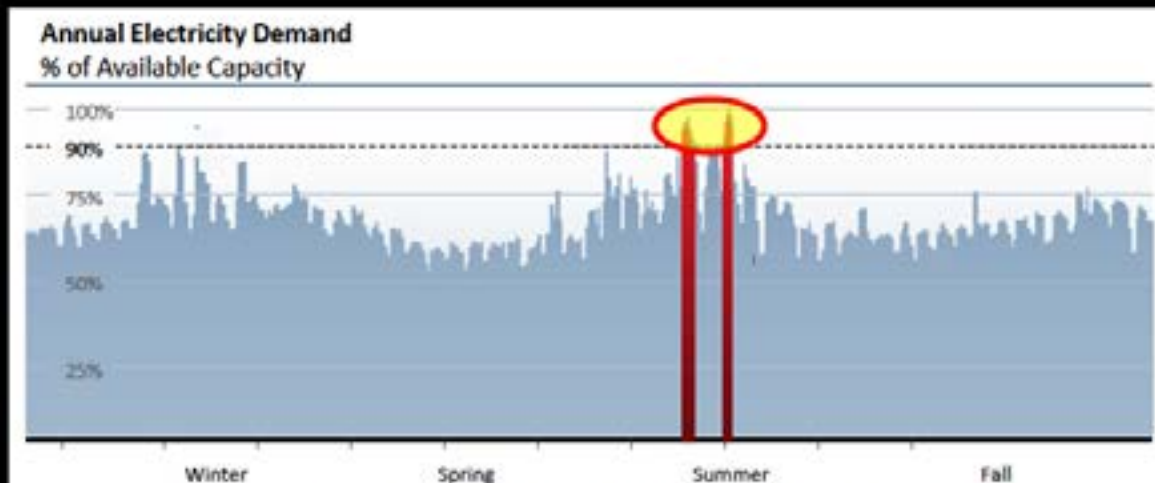 Annual Electricity Demand
% of Available Capacity
100%
90%
75%
50%
25%
Winter Spring Summer Fall